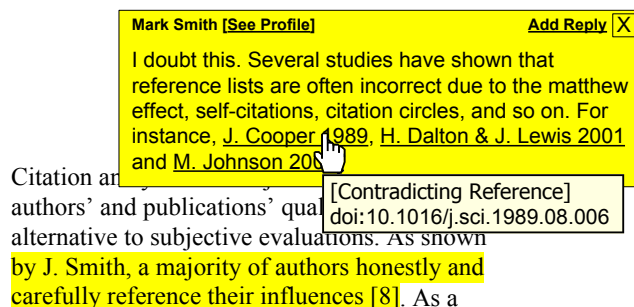 Mark Smith [See Profile] Add Reply X
I doubt this. Several studies have shown that
reference lists are often incorrect due to the matthew
effect, self-citations, citation circles, and so on. For
instance, J. Cooper 1989, H. Dalton & J. Lewis 2001
and M. Johnson 20
[Contradicting Reference]
doi:10.1016/j.sci.1989.08.006
Citation an
authors’ and publications’ qual
alternative to subjective evaluations. As shown
by J. Smith, a majority of authors honestly and
carefully reference their influences [8]. As a